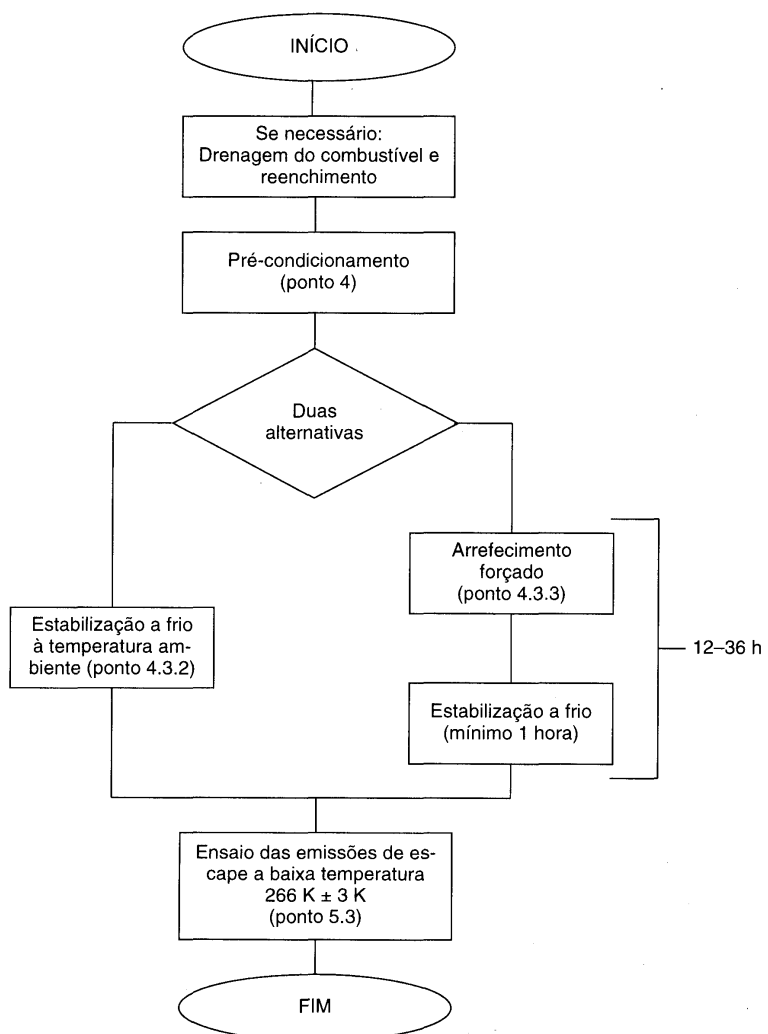 INÍCIO
Se necessário:
Drenagem do combustível e
reenchimento
Pré-condicionamento
(ponto 4)
Duas
alternativas
Arrefecimento
forçado
(ponto 4.3.3)
Estabilização a frio
à temperatura am-
biente (ponto 4.3.2)
12–36 h
Estabilização a frio
(mínimo 1 hora)
Ensaio das emissões de es-
cape a baixa temperatura
266 K ± 3 K
(ponto 5.3)
FIM